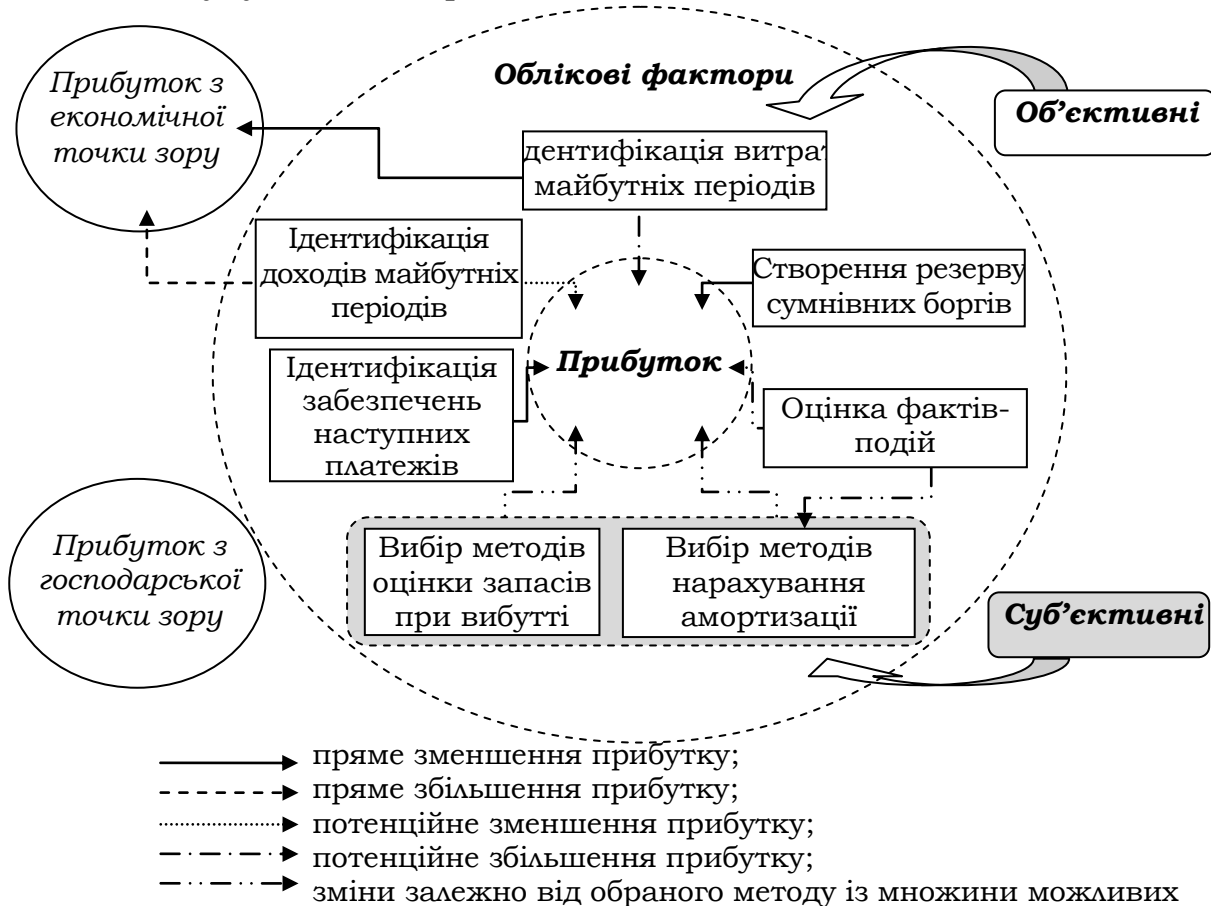 Облікові фактори
Прибуток з
економічної
точки зору
Об’єктивні
дентифікація витрат
майбутніх періодів
Ідентифікація
доходів майбутніх
періодів
Створення резерву
сумнівних боргів
Прибуток
Ідентифікація
забезпечень
наступних
платежів
Оцінка фактів-
подій
Прибуток з
господарської
точки зору
Вибір методів
оцінки запасів
при вибутті
Вибір методів
нарахування
амортизації
Суб’єктивні
пряме зменшення прибутку;
пряме збільшення прибутку;
потенційне зменшення прибутку;
потенційне збільшення прибутку;
зміни залежно від обраного методу із множини можливих